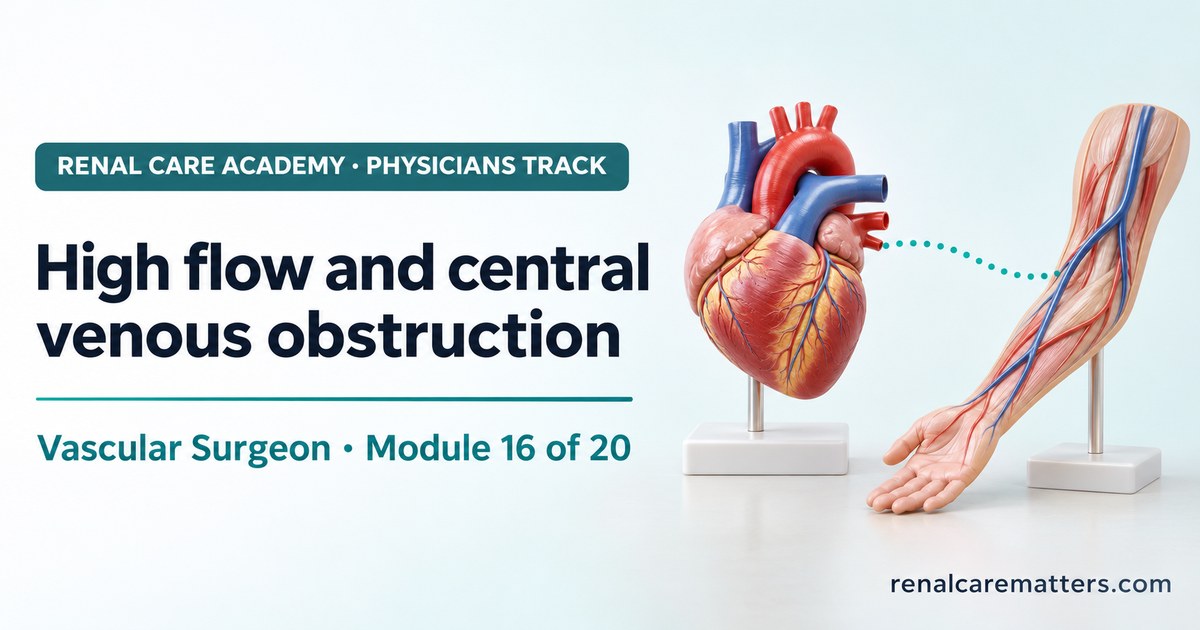 RENAL CARE ACADEMY · PHYSICIANS TRACK
High flow and central
venous obstruction
Vascular Surgeon · Module 16 of 20
renalcarematters.com